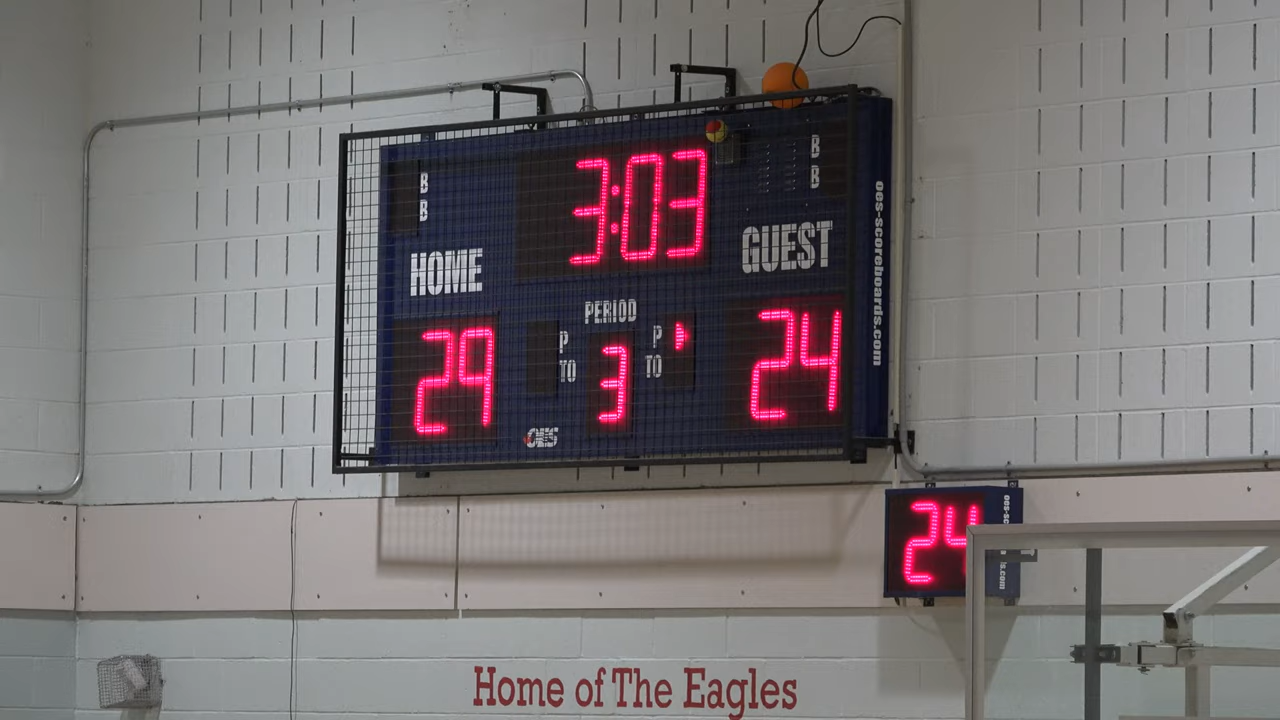 3:03
B
B
B
B
HOME
GUEST
PERIOD
29
P
TO
3
P
TO
24
OES
oes-scoreboards.com
24
Home of The Eagles